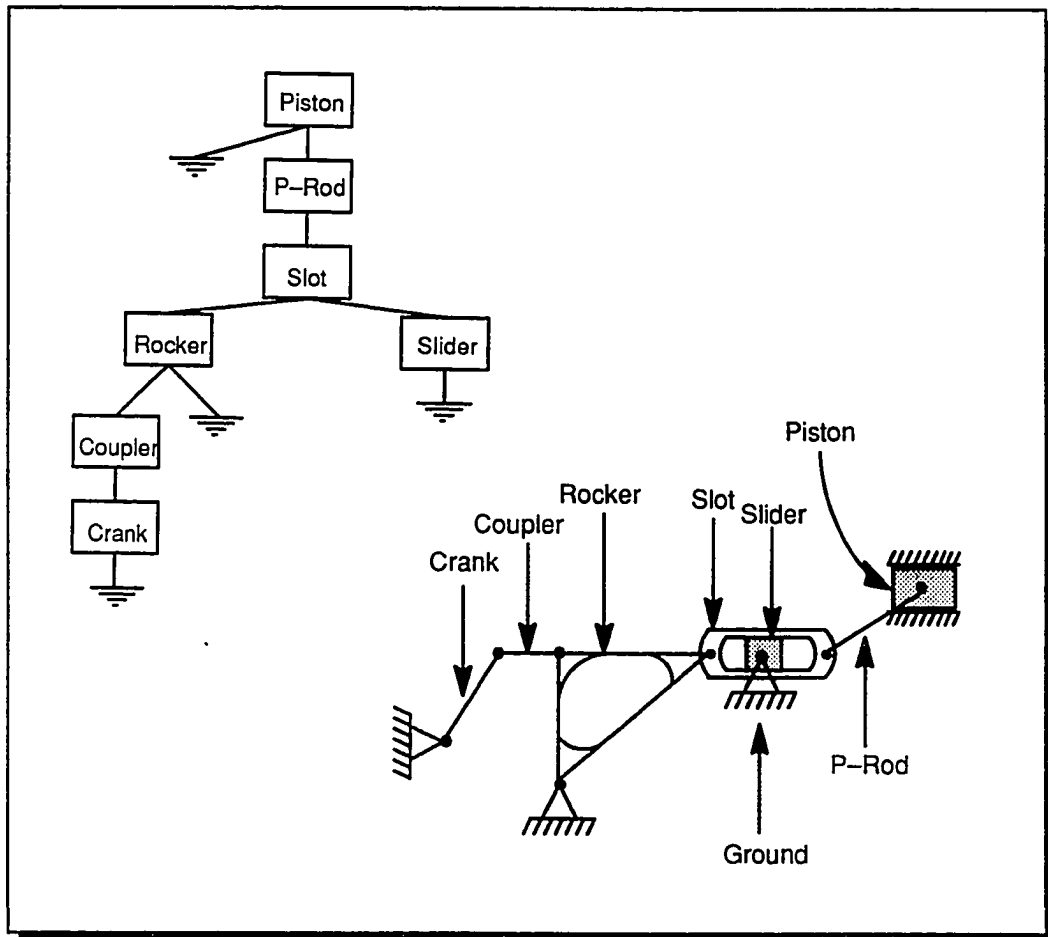 Piston
P–Rod
Slot
Rocker
Slider
Coupler
Crank
Piston
Rocker
Slot
Slider
Coupler
Crank
P–Rod
Ground